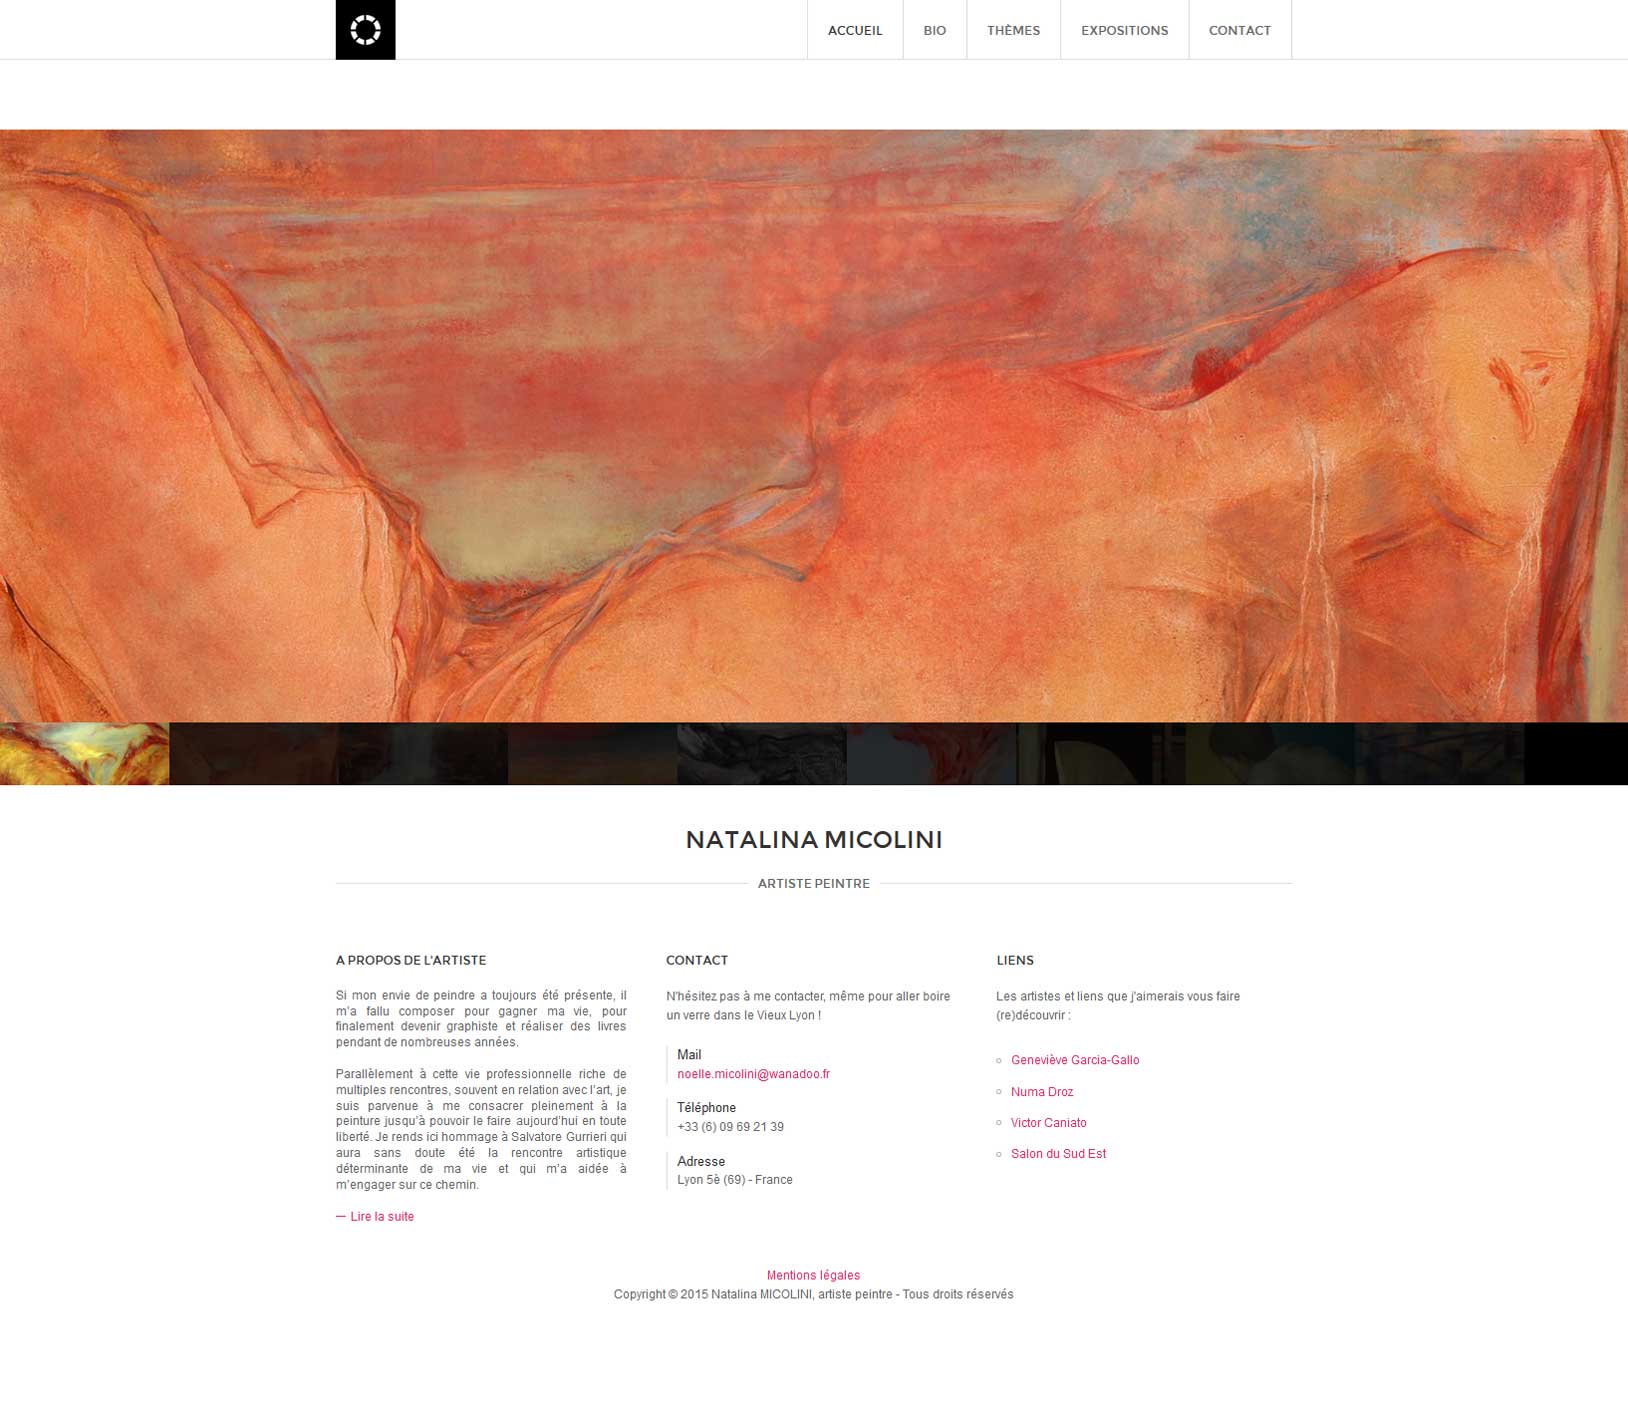 ACCUEIL BIO THÈMES EXPOSITIONS CONTACT
NATALINA MICOLINI
ARTISTE PEINTRE
A PROPOS DE L'ARTISTE
Si mon envie de peindre a toujours été présente, il
m'a fallu composer pour gagner ma vie, pour
finalement devenir graphiste et réaliser des livres
pendant de nombreuses années.
Parallèlement à cette vie professionnelle riche de
multiples rencontres, souvent en relation avec l'art, je
suis parvenue à me consacrer pleinement à la
peinture jusqu'à pouvoir le faire aujourd'hui en toute
liberté. Je rends ici hommage à Salvatore Gurrieri qui
aura sans doute été la rencontre artistique
déterminante de ma vie et qui m'a aidée à
m'engager sur ce chemin.
— Lire la suite
CONTACT
N'hésitez pas à me contacter, même pour aller boire
un verre dans le Vieux Lyon !
Mail
noelle.micolini@wanadoo.fr
Téléphone
+33 (6) 09 69 21 39
Adresse
Lyon 5è (69) - France
LIENS
Les artistes et liens que j'aimerais vous faire
(re)découvrir :
Geneviève Garcia-Gallo
Numa Droz
Victor Caniato
Salon du Sud Est
Mentions légales
Copyright © 2015 Natalina MICOLINI, artiste peintre - Tous droits réservés